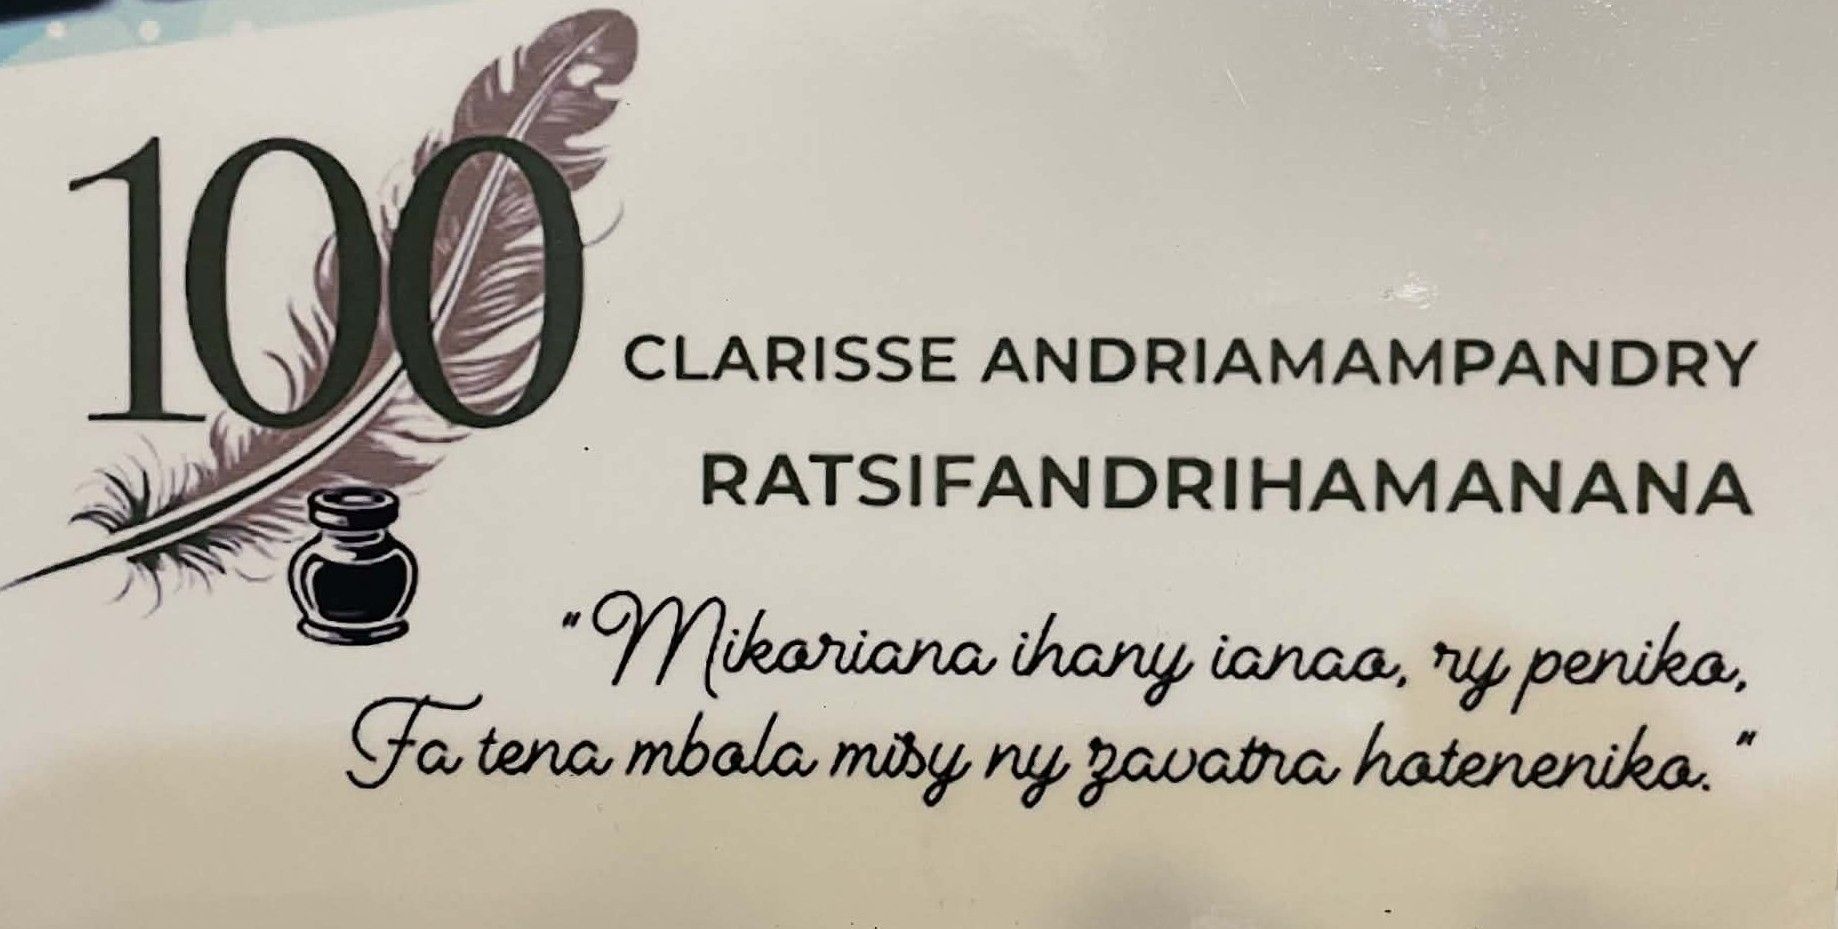 100
CLARISSE ANDRIAMAMPANDRY
RATSIFANDRIHAMANANA
"Mikoriana ihany ianao, ry peniko,
Fa tena mbola misy ny zavatra hoteneniko."